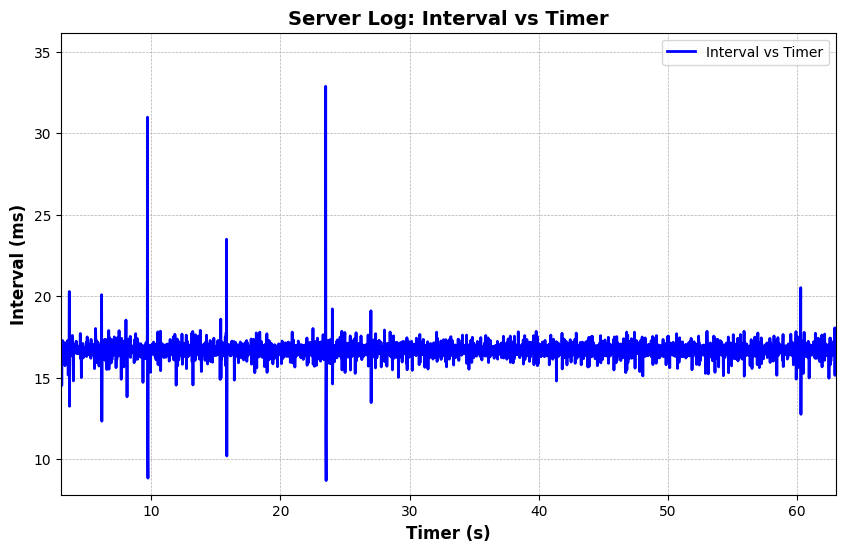 Server Log: Interval vs Timer
Interval vs Timer
35
30
25
20
15
10
Interval (ms)
10 20 30 40 50 60
Timer (s)